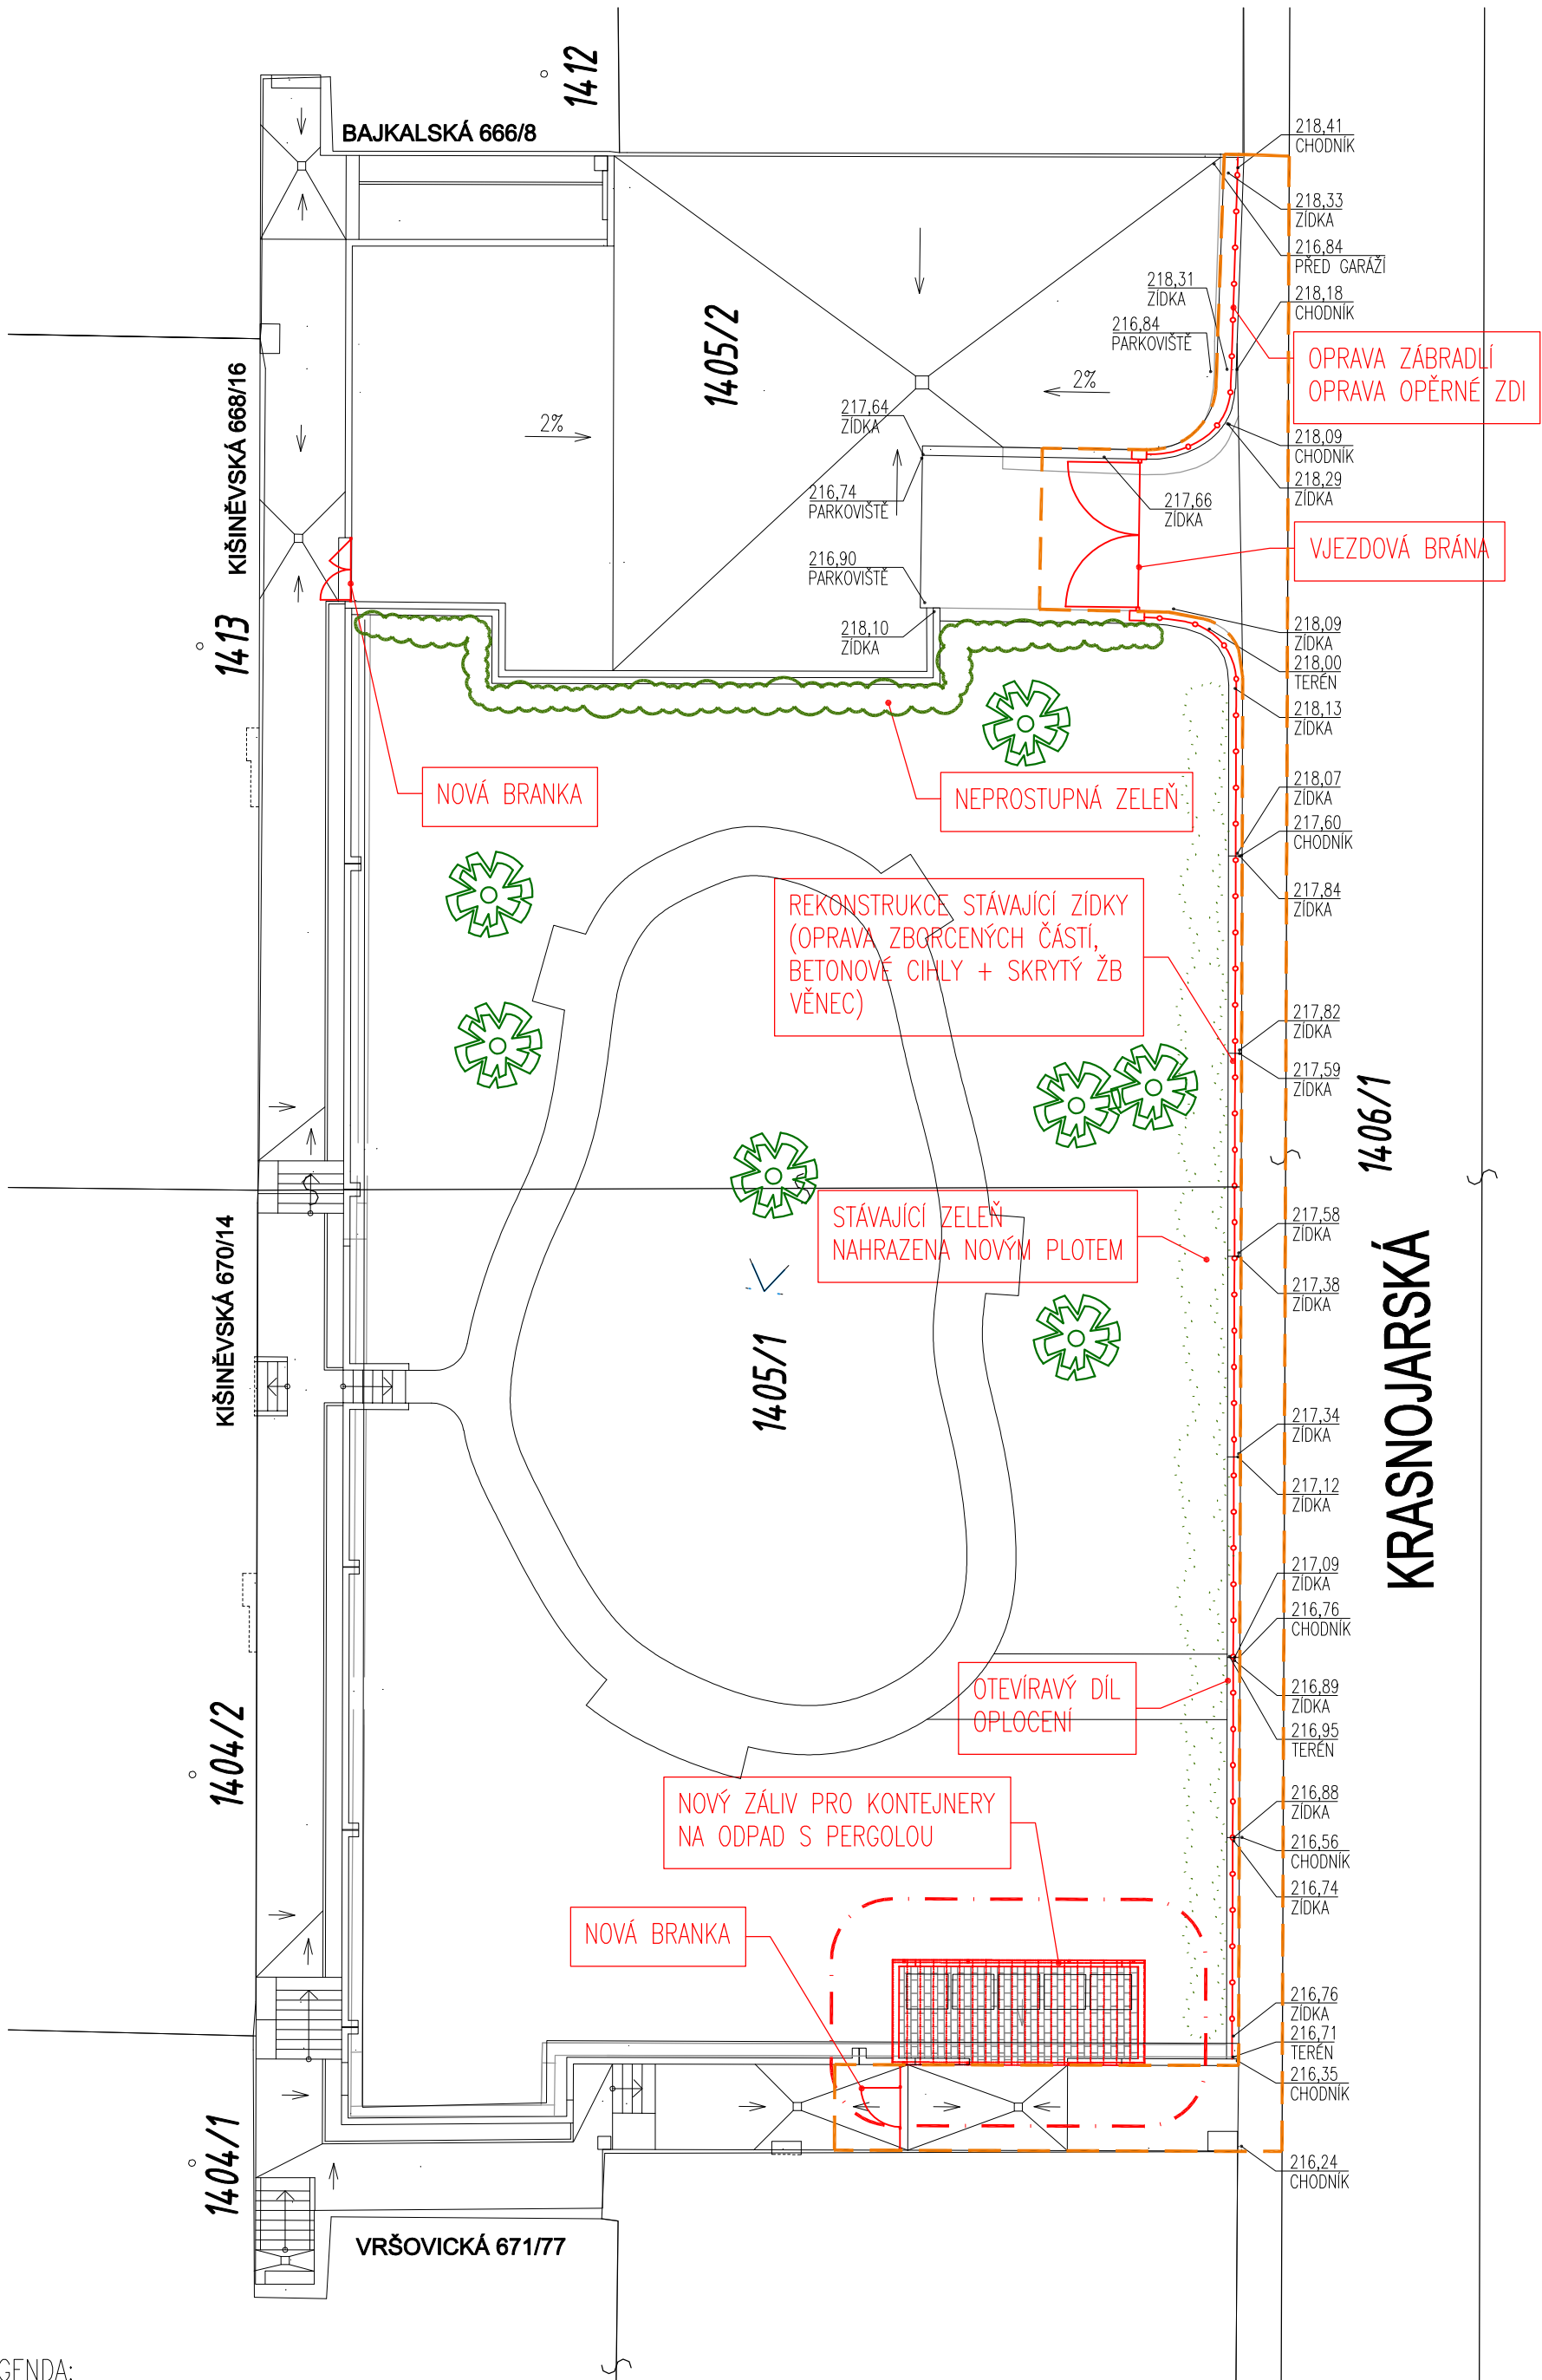 1412
BAJKALSKÁ 666/8
218,41
CHODNÍK
218,33
ZÍDKA
216,84
PŘED GARÁŽÍ
218,31
ZÍDKA
218,18
CHODNÍK
216,84
PARKOVIŠTĚ
1405/2
OPRAVA ZÁBRADLÍ
OPRAVA OPĚRNÉ ZDI
2%
2%
217,64
ZÍDKA
218,09
CHODNÍK
218,29
ZÍDKA
KIŠINĚVSKÁ 668/16
216,74
PARKOVIŠTĚ
217,66
ZÍDKA
VJEZDOVÁ BRÁNA
216,90
PARKOVIŠTĚ
1413
218,10
ZÍDKA
218,09
ZÍDKA
218,00
TERÉN
218,13
ZÍDKA
NOVÁ BRANKA
NEPROSTUPNÁ ZELEŇ
218,07
ZÍDKA
217,60
CHODNÍK
217,84
ZÍDKA
REKONSTRUKCE STÁVAJÍCÍ ZÍDKY
(OPRAVA ZBORCENÝCH ČÁSTÍ,
BETONOVÉ CIHLY + SKRYTÝ ŽB
VĚNEC)
217,82
ZÍDKA
217,59
ZÍDKA
1406/1
STÁVAJÍCÍ ZELEŇ
NAHRAZENA NOVÝM PLOTEM
217,58
ZÍDKA
217,38
ZÍDKA
KIŠINĚVSKÁ 670/14
1405/1
KRASNOJARSKÁ
217,34
ZÍDKA
217,12
ZÍDKA
217,09
ZÍDKA
216,76
CHODNÍK
OTEVÍRAVÝ DÍL
OPLOCENÍ
216,89
ZÍDKA
216,95
TERÉN
1404/2
NOVÝ ZÁLIV PRO KONTEJNERY
NA ODPAD S PERGOLOU
216,88
ZÍDKA
216,56
CHODNÍK
216,74
ZÍDKA
NOVÁ BRANKA
216,76
ZÍDKA
216,71
TERÉN
216,35
CHODNÍK
1404/1
216,24
CHODNÍK
VRŠOVICKÁ 671/77
GENDA: